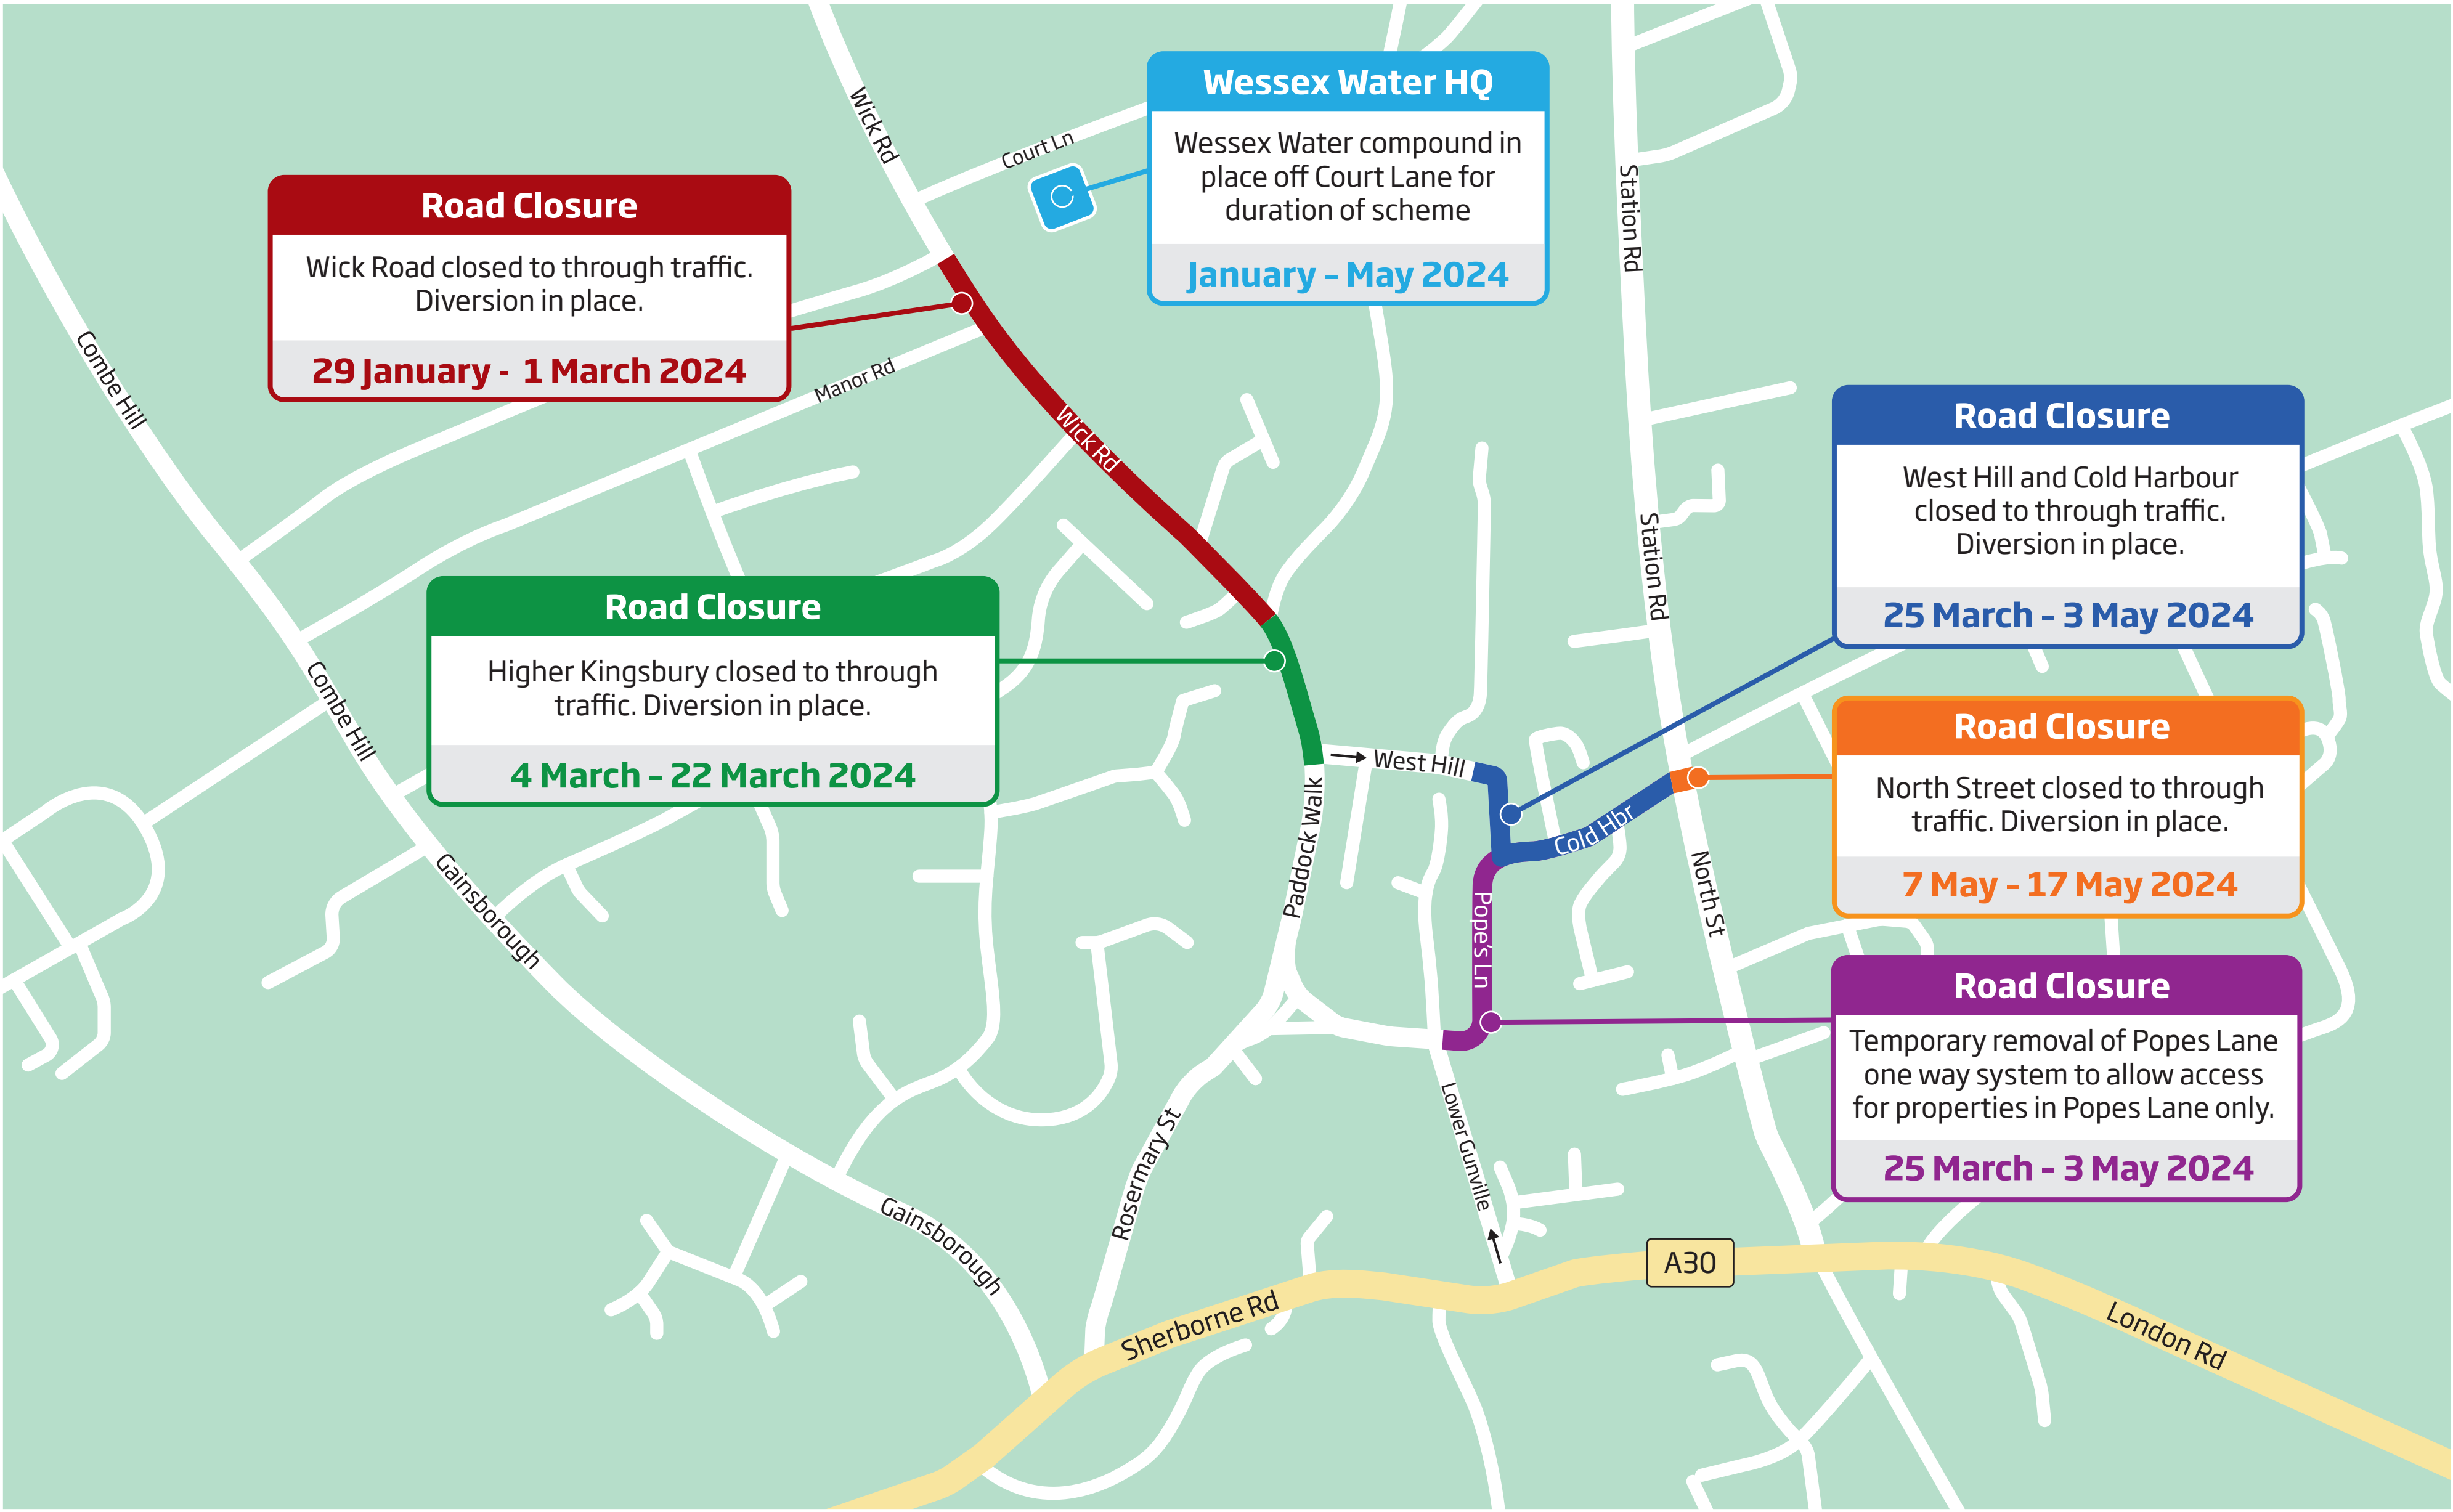 Wick Rd
Court Ln
Wessex Water HQ
Wessex Water compound in
place off Court Lane for
duration of scheme
January – May 2024
Station Rd
Road Closure
Wick Road closed to through traffic.
Diversion in place.
29 January - 1 March 2024
Combe Hill
Manor Rd
Wick Rd
Road Closure
West Hill and Cold Harbour
closed to through traffic.
Diversion in place.
25 March – 3 May 2024
Station Rd
Road Closure
Higher Kingsbury closed to through
traffic. Diversion in place.
4 March – 22 March 2024
Combe Hill
West Hill
Road Closure
North Street closed to through
traffic. Diversion in place.
7 May – 17 May 2024
Paddock Walk
Cold Hbr
North St
Gainsborough
Pope's Ln
Road Closure
Temporary removal of Popes Lane
one way system to allow access
for properties in Popes Lane only.
25 March – 3 May 2024
Rosermary St
Lower Gunville
Gainsborough
A30
Sherborne Rd
London Rd